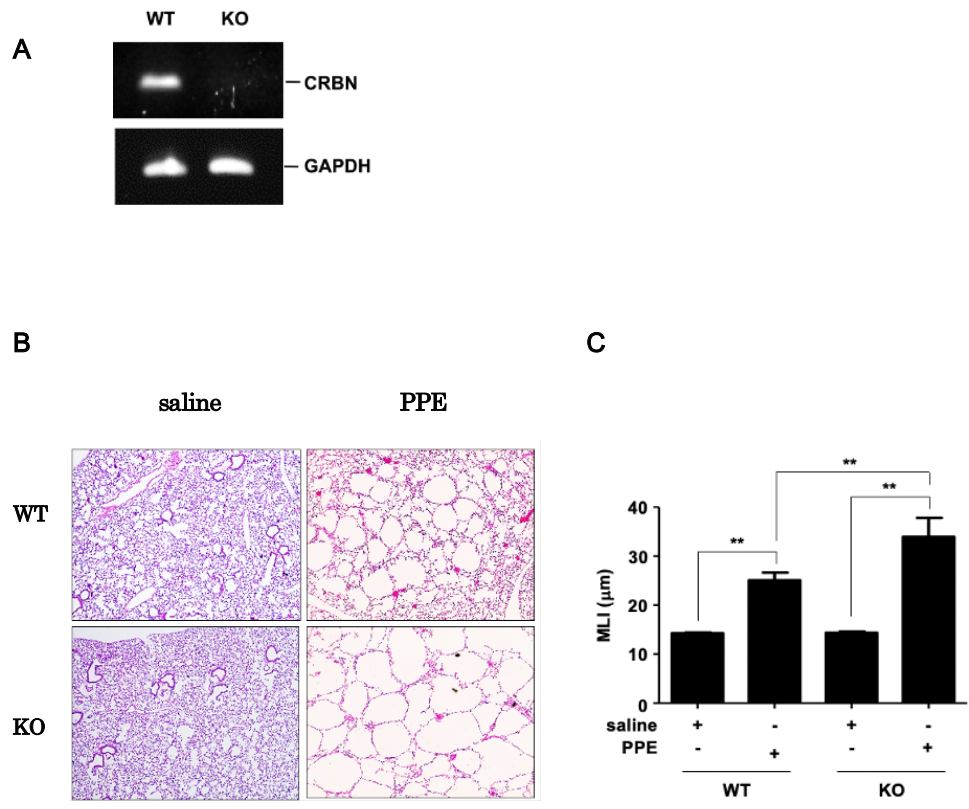 A
WT KO
CRBN
GAPDH
B
saline PPE
WT
KO
C
**
**
**
MLI (µm)
40
30
20
10
0
saline + - + -
PPE - + - +
WT KO